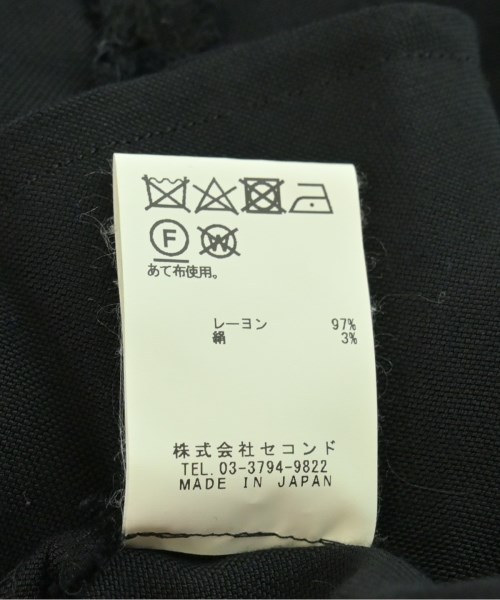 F W
あて布使用。
レーヨン 97%
絹 3%
株式会社セコンド
TEL. 03-3794-9822
MADE IN JAPAN